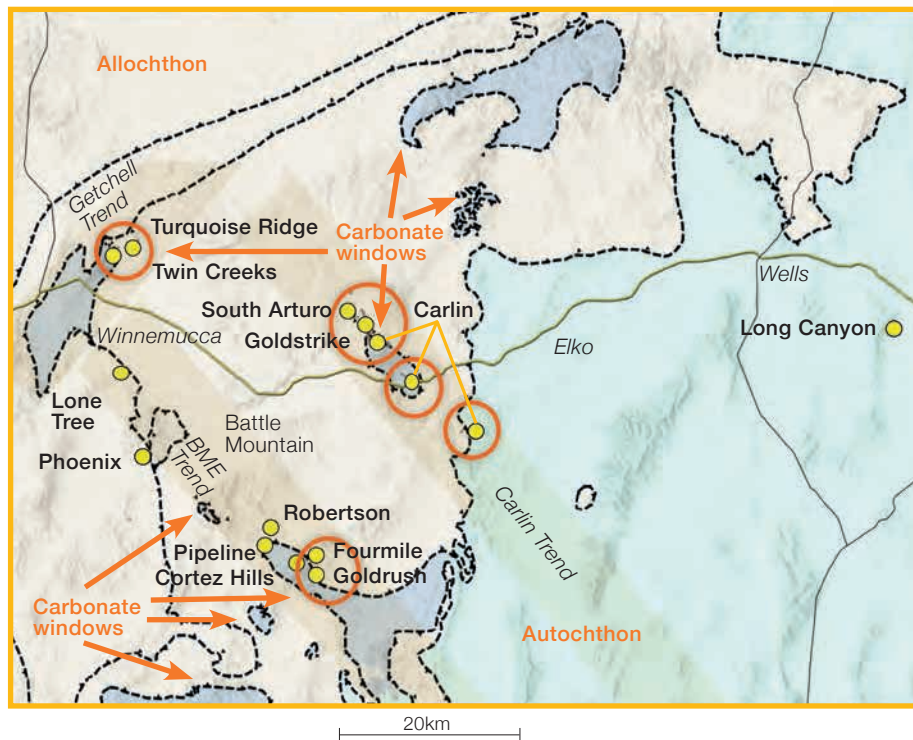 Allochthon
Getchell
Trend
Turquoise Ridge
Carbonate
windows
Twin Creeks
Wells
South Arturo
Carlin
Goldstrike
Long Canyon
Winnemucca
Elko
Lone
Tree
Battle
Mountain
BME
Trend
Phoenix
Carlin Trend
Robertson
Pipeline
Fourmile
Cortez Hills
Goldrush
Carbonate
windows
Autochthon
20km